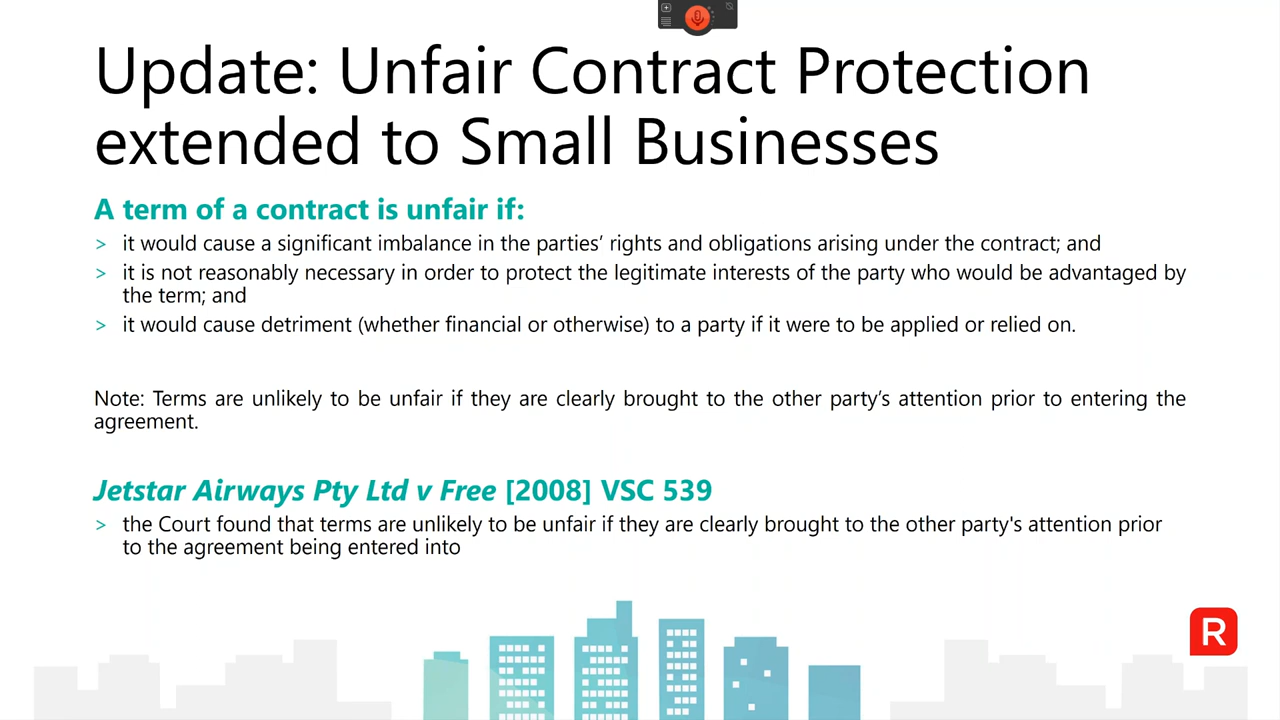 Update: Unfair Contract Protection
extended to Small Businesses
A term of a contract is unfair if:
> it would cause a significant imbalance in the parties’ rights and obligations arising under the contract; and
> it is not reasonably necessary in order to protect the legitimate interests of the party who would be advantaged by
the term; and
> it would cause detriment (whether financial or otherwise) to a party if it were to be applied or relied on.
Note: Terms are unlikely to be unfair if they are clearly brought to the other party’s attention prior to entering the
agreement.
Jetstar Airways Pty Ltd v Free [2008] VSC 539
> the Court found that terms are unlikely to be unfair if they are clearly brought to the other party's attention prior
to the agreement being entered into
R